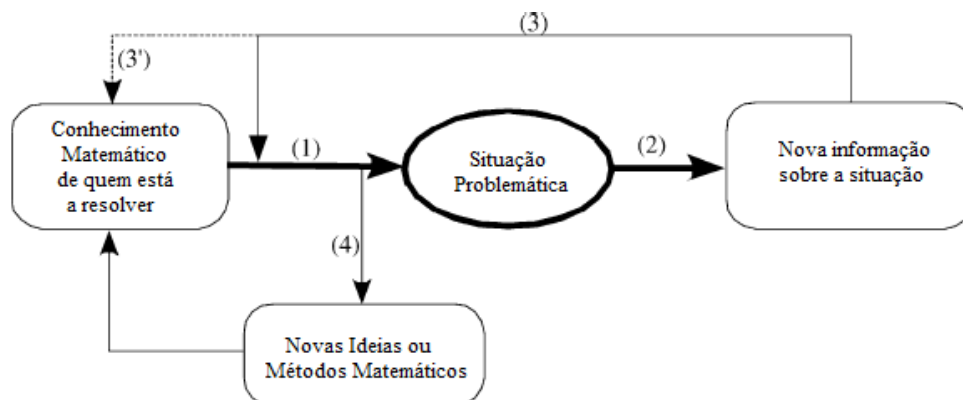 (3)
(3')
Conhecimento
Matemático
de quem está
a resolver
(1)
Situação
Problemática
(2)
Nova informação
sobre a situação
(4)
Novas Ideias ou
Métodos Matemáticos